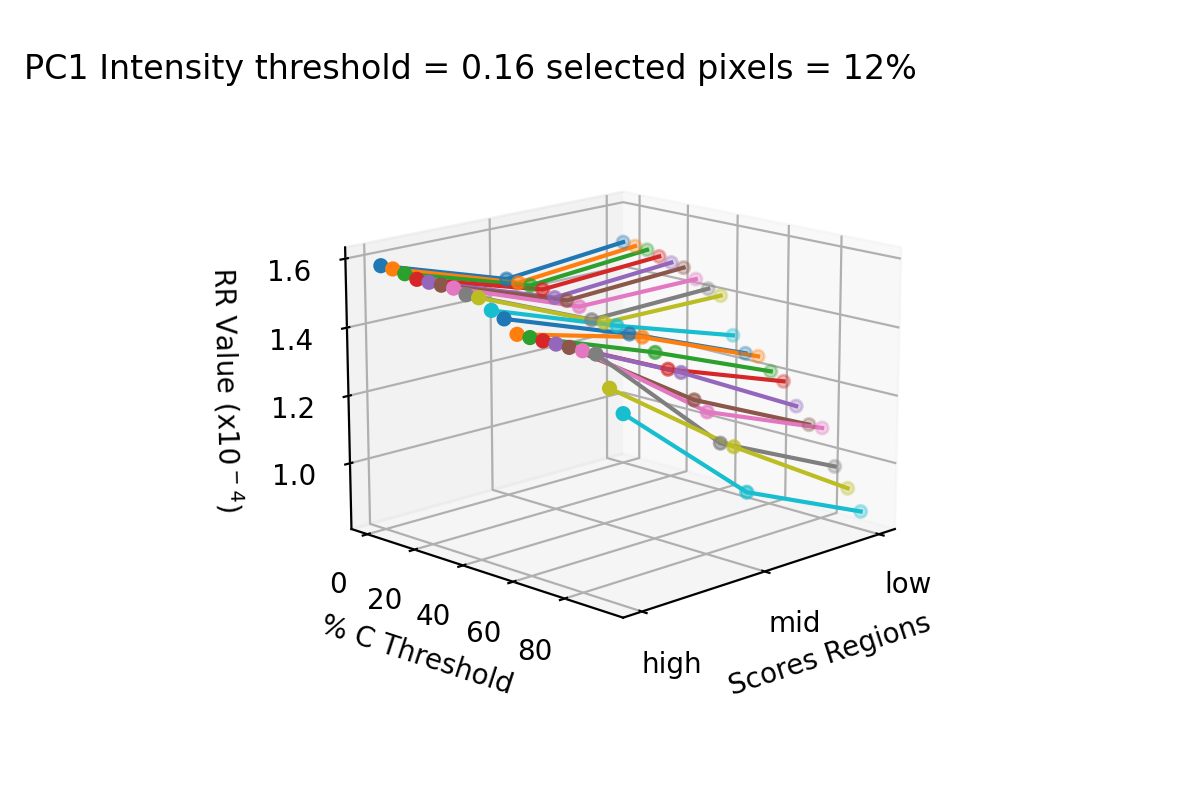 PC1 Intensity threshold = 0.16 selected pixels = 12%
RR Value (x10⁻⁴)
1.6
1.4
1.2
1.0
0
20
40
60
80
% C Threshold
high
mid
low
Scores Regions